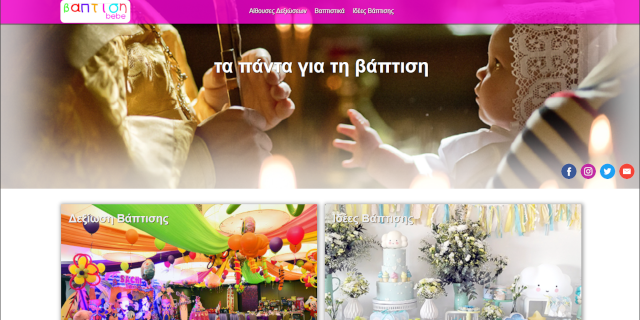 βαπτιση
bebe
Αίθουσες Δεξιώσεων Βαπτιστικά Ιδέες Βάπτισης
τα πάντα για τη βάπτιση
Δεξίωση Βάπτισης
Ιδέες Βάπτισης